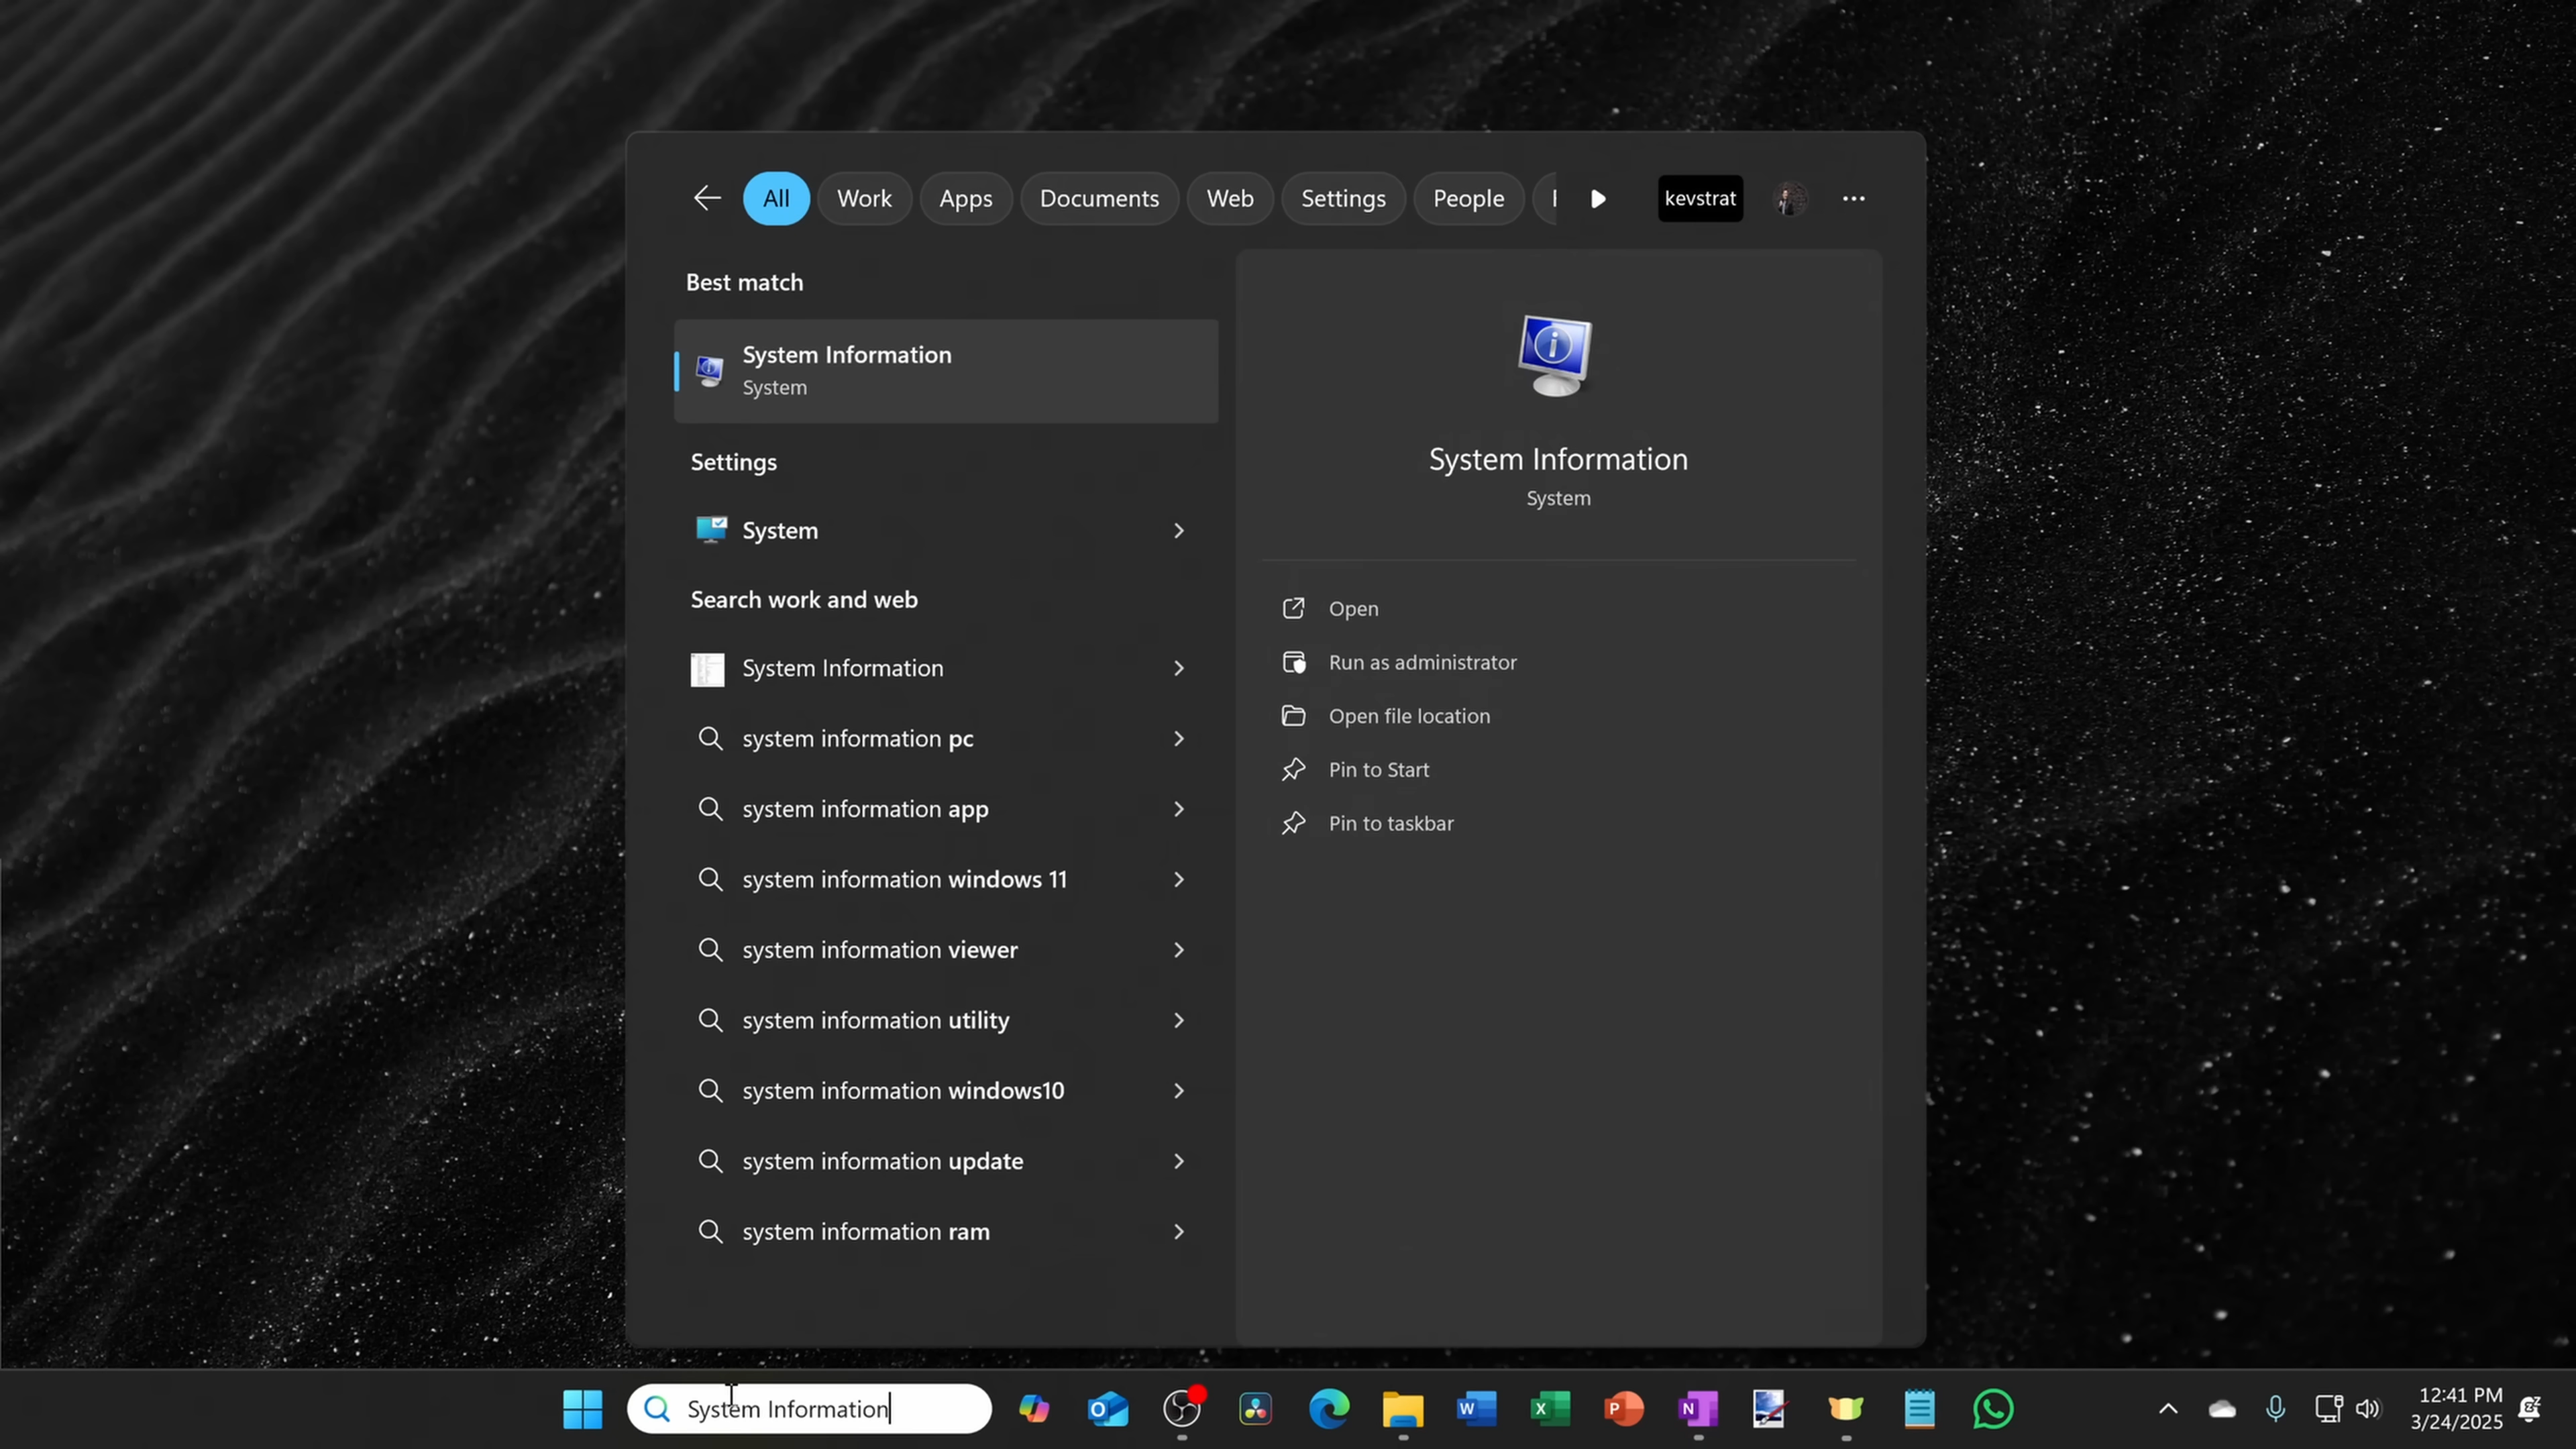 All
Work
Apps
Documents
Web
Settings
People
kevstrat
Best match
System Information
System
Settings
System
Search work and web
System Information
system information pc
system information app
system information windows 11
system information viewer
system information utility
system information windows10
system information update
system information ram
System Information
System
Open
Run as administrator
Open file location
Pin to Start
Pin to taskbar
System Information
12:41 PM
3/24/2025